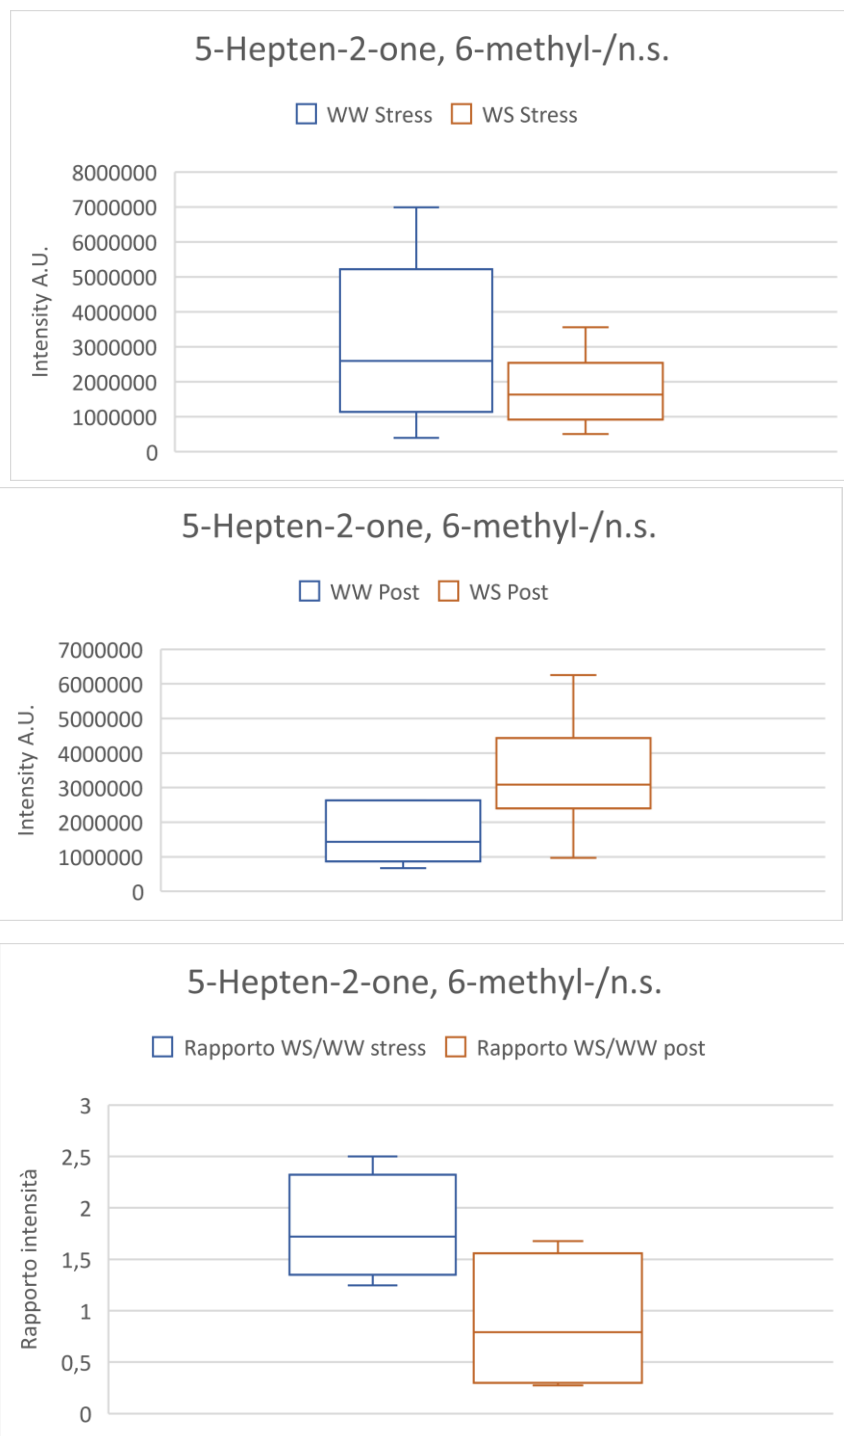 5-Hepten-2-one, 6-methyl-/n.s.
WW Stress WS Stress
Intensity A.U.
8000000
7000000
6000000
5000000
4000000
3000000
2000000
1000000
0
5-Hepten-2-one, 6-methyl-/n.s.
WW Post WS Post
Intensity A.U.
7000000
6000000
5000000
4000000
3000000
2000000
1000000
0
5-Hepten-2-one, 6-methyl-/n.s.
Rapporto WS/WW stress Rapporto WS/WW post
Rapporto intensità
3
2,5
2
1,5
1
0,5
0